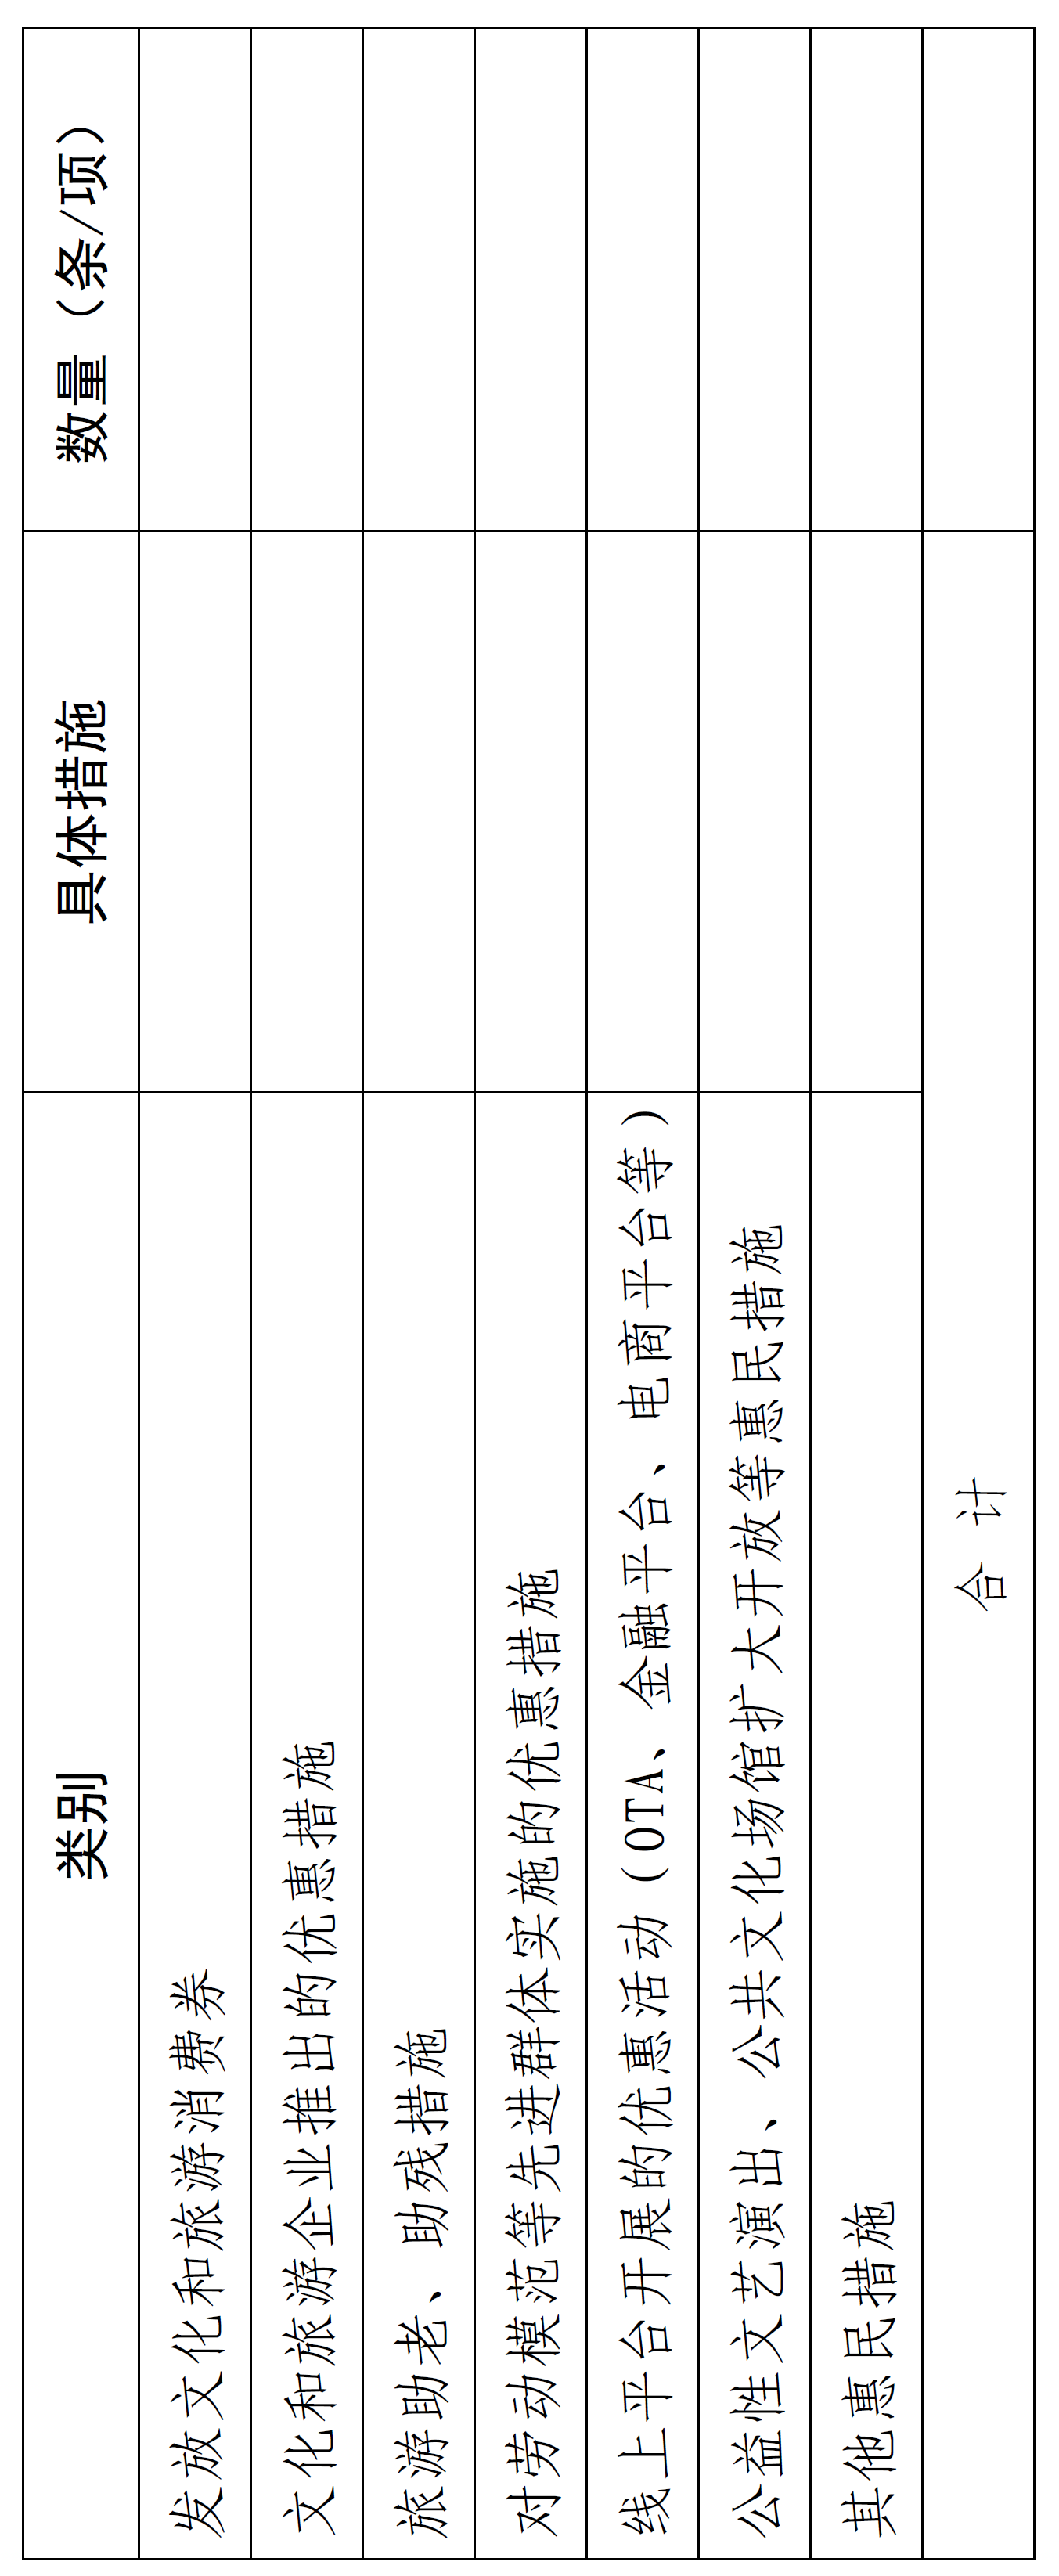 类别
具体措施
数量（条/项）
发放文化和旅游消费券
文化和旅游企业推出的优惠措施
旅游助老、助残措施
对劳动模范等先进群体实施的优惠措施
线上平台开展的优惠活动（OTA、金融平台、电商平台等）
公益性文艺演出、公共文化场馆扩大开放等惠民措施
其他惠民措施
合 计